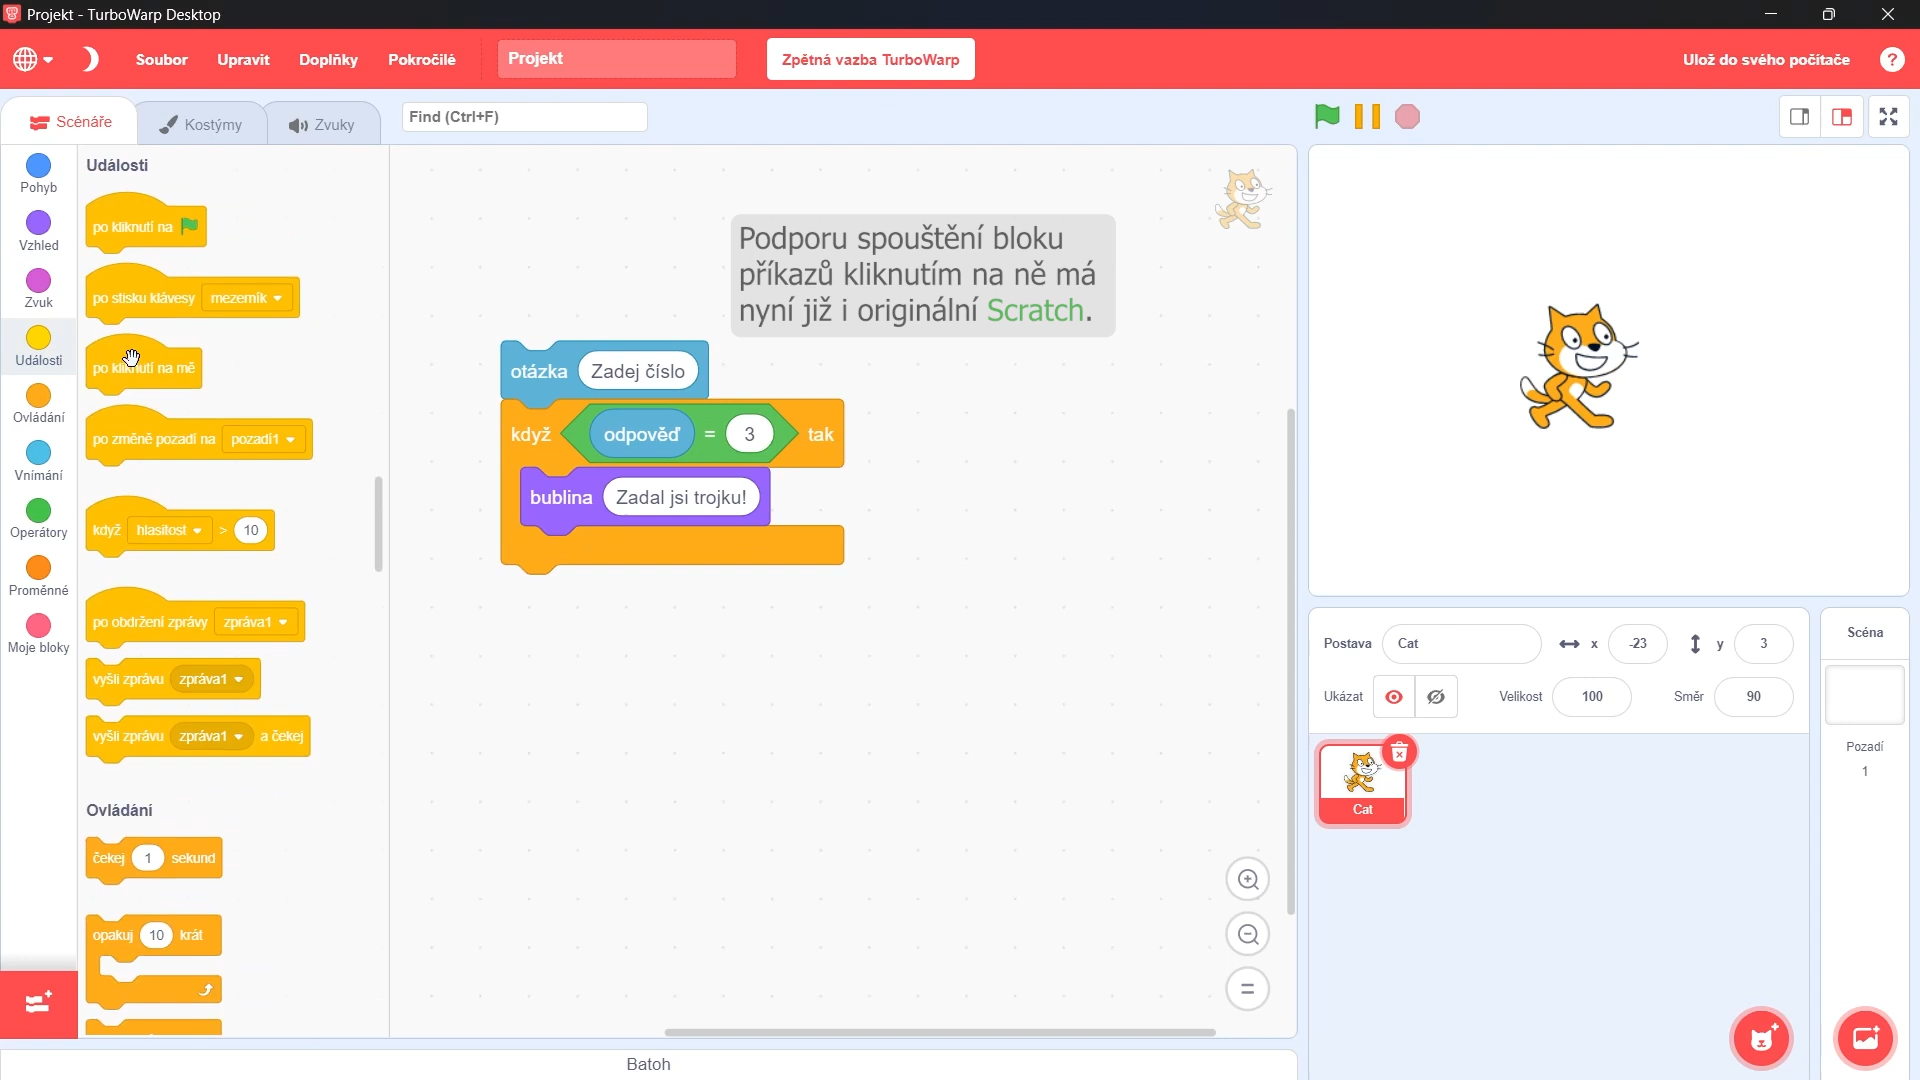 Projekt - TurboWarp Desktop
Soubor Upravit Doplňky Pokročilé Projekt Zpětná vazba TurboWarp Ulož do svého počítače ?
Scénáře Kostýmy Zvuky Find (Ctrl+F)
Pohyb
Vzhled
Zvuk
Události
Ovládání
Vnímání
Operátory
Proměnné
Moje bloky
Události
po kliknutí na
po stisku klávesy mezerník
po kliknutí na mě
po změně pozadí na pozadí1
když hlasitost > 10
po obdržení zprávy zpráva1
vyšli zprávu zpráva1
vyšli zprávu zpráva1 a čekej
Ovládání
čekej 1 sekund
opakuj 10 krát
Podporu spouštění bloku
příkazů kliknutím na ně má
nyní již i originální Scratch.
otázka Zadej číslo
když odpověď = 3 tak
bublina Zadal jsi trojku!
Postava Cat x -23 y 3
Ukázat Velikost 100 Směr 90
Cat
Scéna
Pozadí
1
Batoh